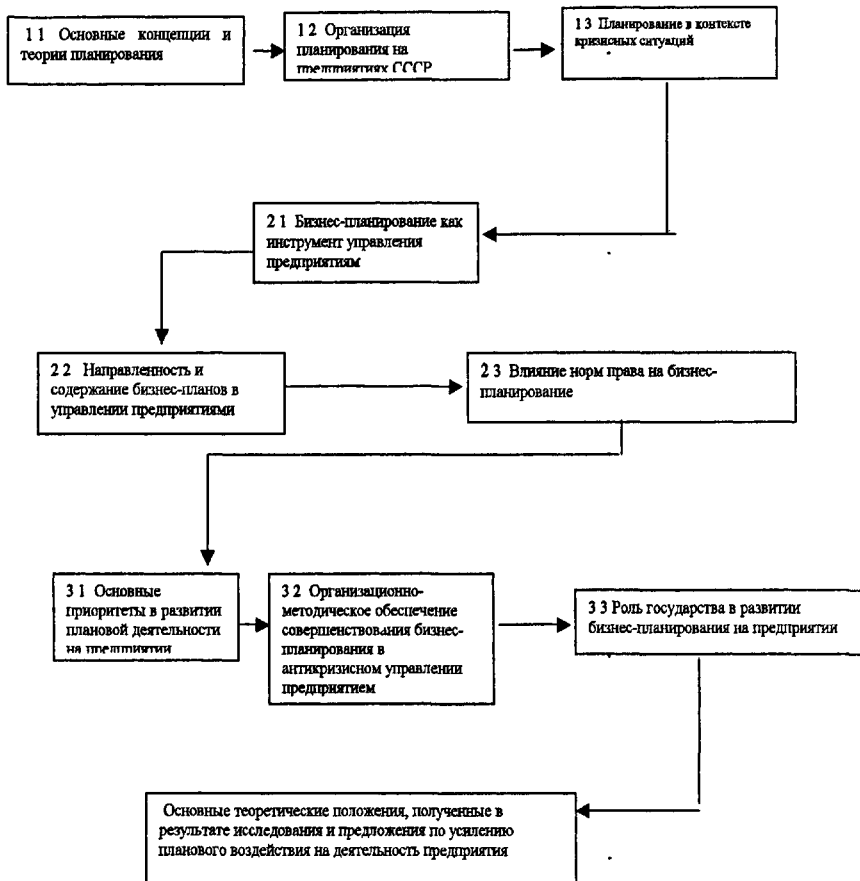 1 1 Основные концепции и
теории планирования
1 2 Организация
планирования на
предприятиях СССР
1 3 Планирование в контексте
кризисных ситуаций
2 1 Бизнес-планирование как
инструмент управления
предприятиям
2 2 Направленность и
содержание бизнес-планов в
управлении предприятиями
2 3 Влияние норм права на бизнес-
планирование
3 1 Основные
приоритеты в развитии
плановой деятельности
на предприятии
3 2 Организационно-
методическое обеспечение
совершенствования бизнес-
планирования в
антикризисном управлении
предприятием
3 3 Роль государства в развитии
бизнес-планирования на предприятии
Основные теоретические положения, полученные в
результате исследования и предложения по усилению
планового воздействия на деятельность предприятия